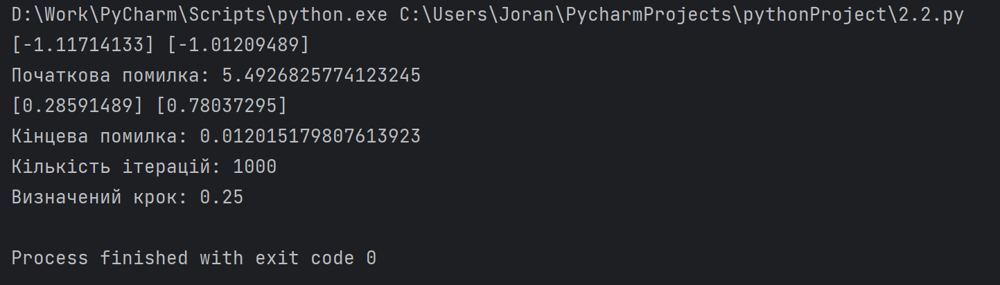 D:\Work\PyCharm\Scripts\python.exe C:\Users\Joran\PycharmProjects\pythonProject\2.2.py
[-1.11714133] [-1.01209489]
Початкова помилка: 5.4926825774123245
[0.28591489] [0.78037295]
Кінцева помилка: 0.012015179807613923
Кількість ітерацій: 1000
Визначений крок: 0.25
Process finished with exit code 0